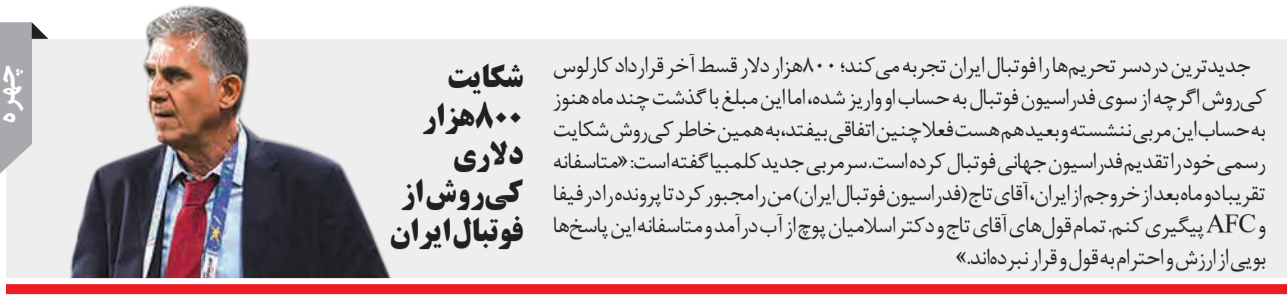 چهره
شکایت
۸۰۰هزار
دلاری
کی‌روش از
فوتبال ایران
جدیدترین دردسر تحریم‌ها را فوتبال ایران تجربه می‌کند؛ ۸۰۰هزار دلار قسط آخر قرارداد کارلوس
کی‌روش اگرچه از سوی فدراسیون فوتبال به حساب او واریز شده، اما این مبلغ با گذشت چند ماه هنوز
به حساب این مربی ننشسته و بعید هم هست فعلا چنین اتفاقی بیفتد، به همین خاطر کی‌روش شکایت
رسمی خود را تقدیم فدراسیون جهانی فوتبال کرده است. سرمربی جدید کلمبیا گفته است: «متاسفانه
تقریبا دو ماه بعد از خروجم از ایران، آقای تاج (فدراسیون فوتبال ایران) من را مجبور کرد تا پرونده را در فیفا
و AFC پیگیری کنم. تمام قول‌های آقای تاج و دکتر اسلامیان پوچ از آب درآمد و متاسفانه این پاسخ‌ها
بویی از ارزش و احترام به قول و قرار نبرده‌اند.»